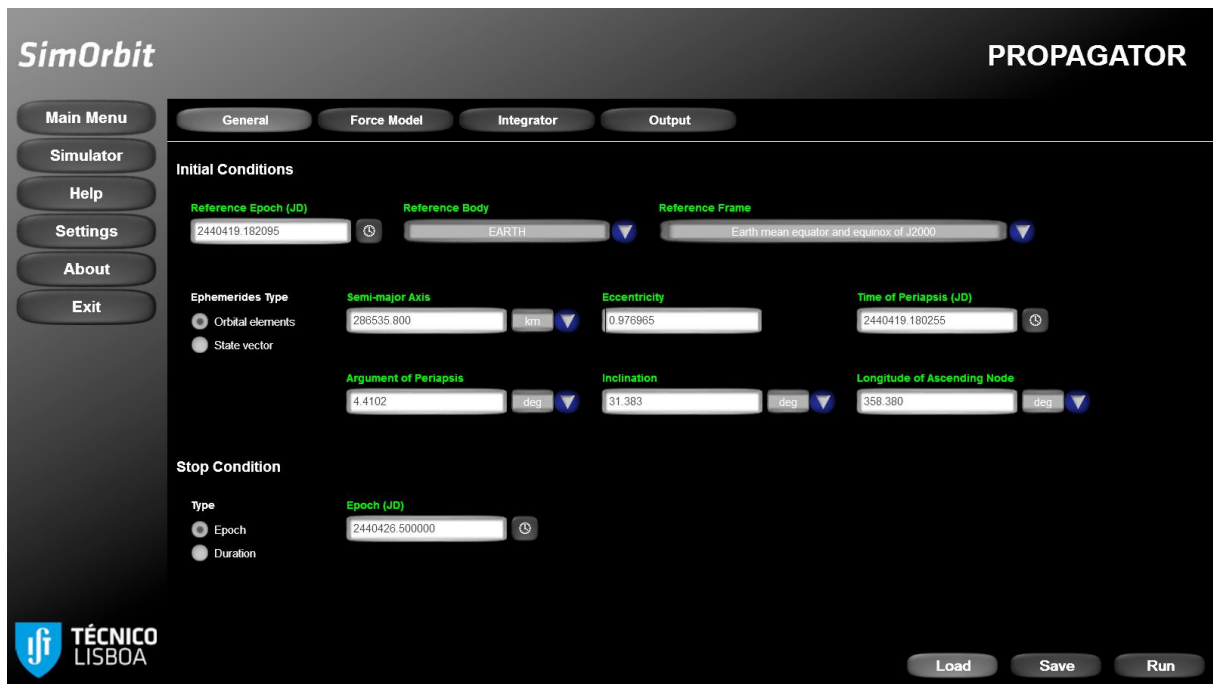 SimOrbit
PROPAGATOR
Main Menu
Simulator
Help
Settings
About
Exit
General Force Model Integrator Output
Initial Conditions
Reference Epoch (JD) Reference Body Reference Frame
2440419.182095 EARTH Earth mean equator and equinox of J2000
Ephemerides Type Semi-major Axis Eccentricity Time of Periapsis (JD)
Orbital elements 286535.800 km 0.976965 2440419.180255
State vector
Argument of Periapsis Inclination Longitude of Ascending Node
4.4102 deg 31.383 deg 358.380 deg
Stop Condition
Type Epoch (JD)
Epoch 2440426.500000
Duration
TÉCNICO
LISBOA
Load Save Run